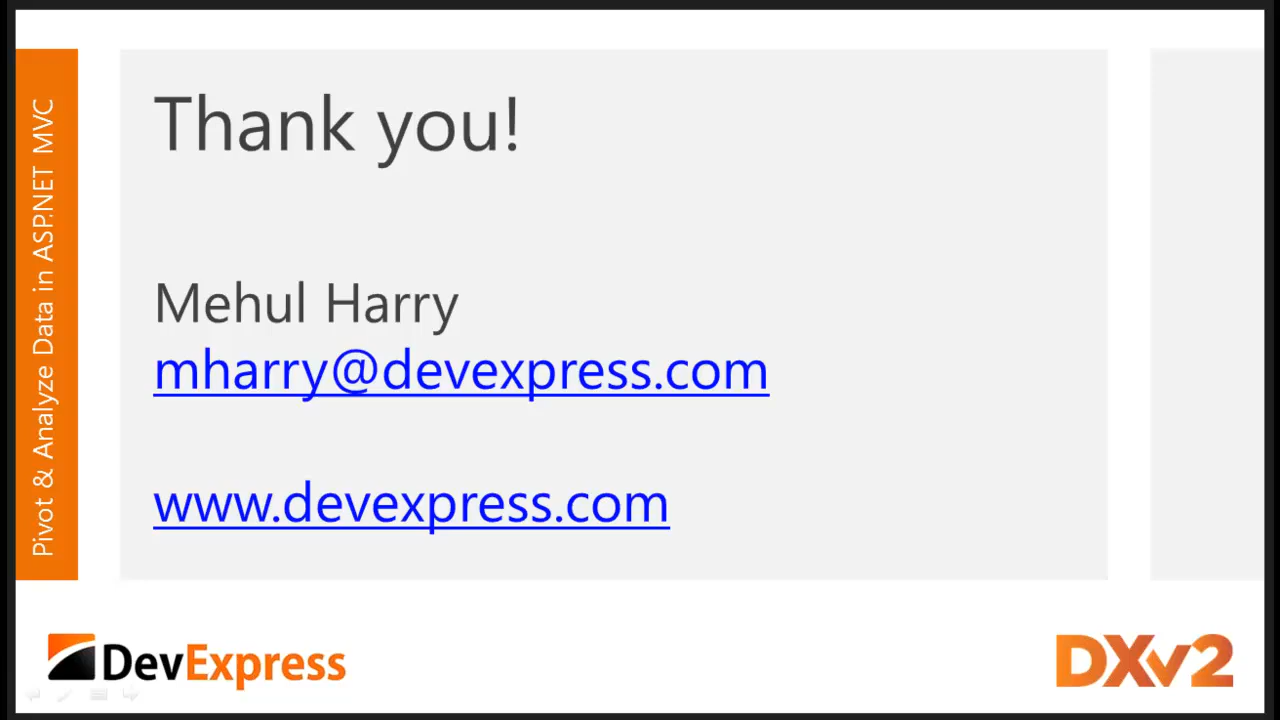 Pivot & Analyze Data in ASP.NET MVC
Thank you!
Mehul Harry
mharry@devexpress.com
www.devexpress.com
DevExpress
DXv2